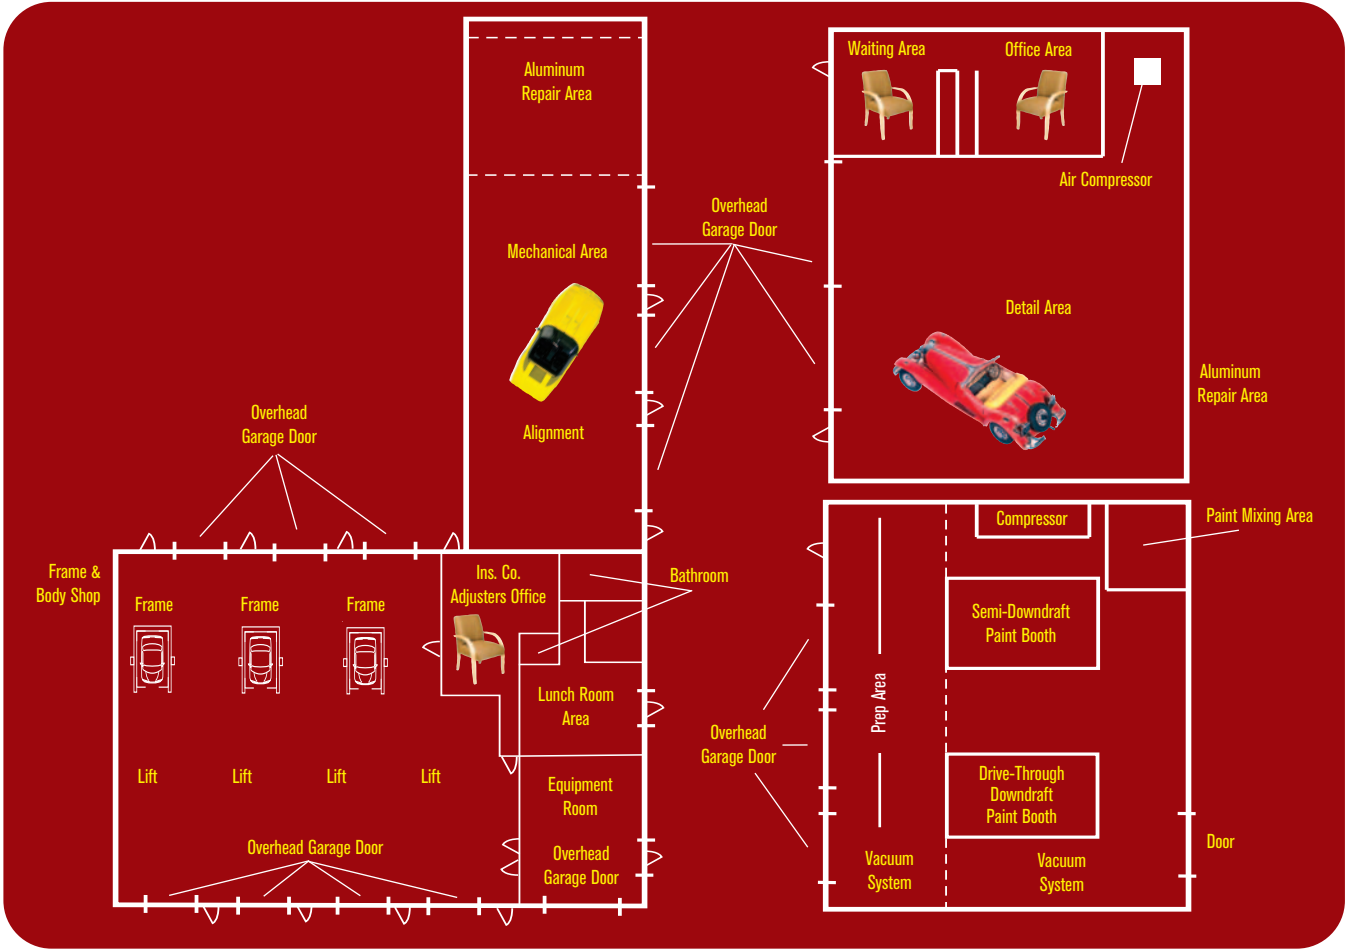 Aluminum
Repair Area
Mechanical Area
Alignment
Overhead
Garage Door
Waiting Area
Office Area
Air Compressor
Detail Area
Aluminum
Repair Area
Overhead
Garage Door
Frame &
Body Shop
Frame
Frame
Frame
Ins. Co.
Adjusters Office
Bathroom
Lunch Room
Area
Lift
Lift
Lift
Lift
Equipment
Room
Overhead
Garage Door
Overhead Garage Door
Compressor
Paint Mixing Area
Semi-Downdraft
Paint Booth
Prep Area
Overhead
Garage Door
Drive-Through
Downdraft
Paint Booth
Door
Vacuum
System
Vacuum
System